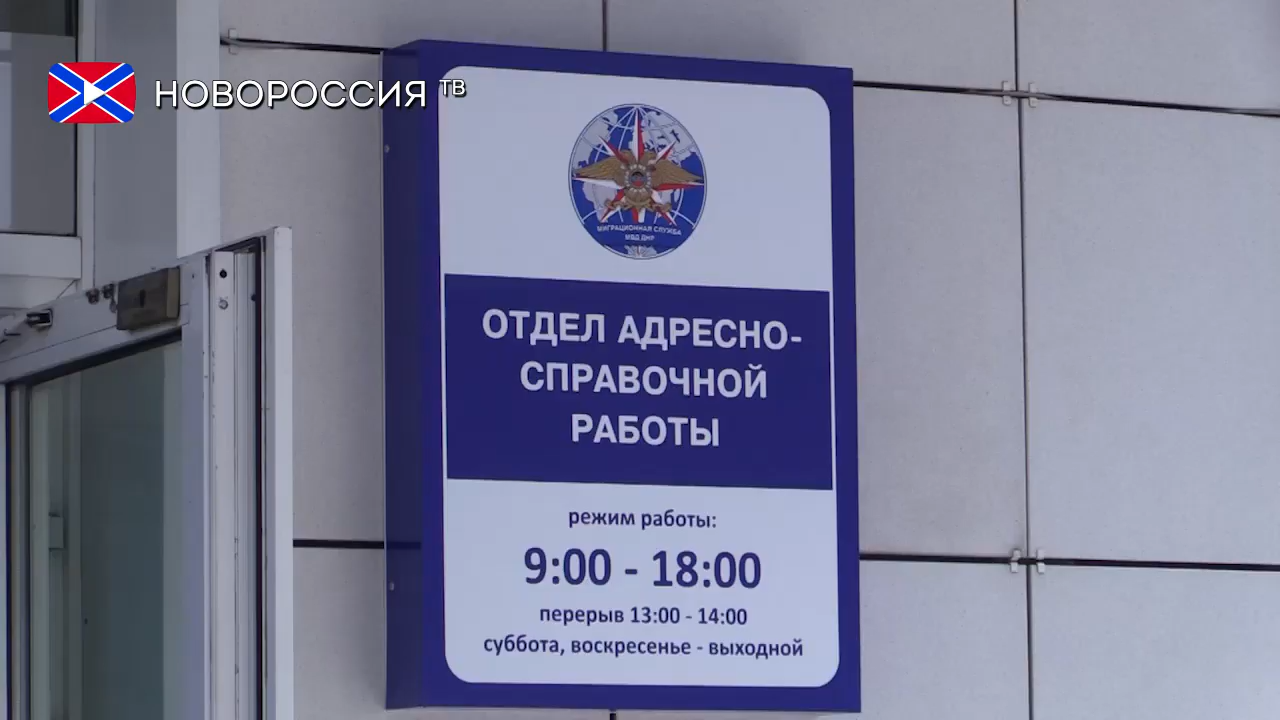 НОВОРОССИЯ ТВ
МИГРАЦИОННАЯ СЛУЖБА
МВД ДНР
ОТДЕЛ АДРЕСНО-
СПРАВОЧНОЙ
РАБОТЫ
режим работы:
9:00 - 18:00
перерыв 13:00 - 14:00
суббота, воскресенье - выходной